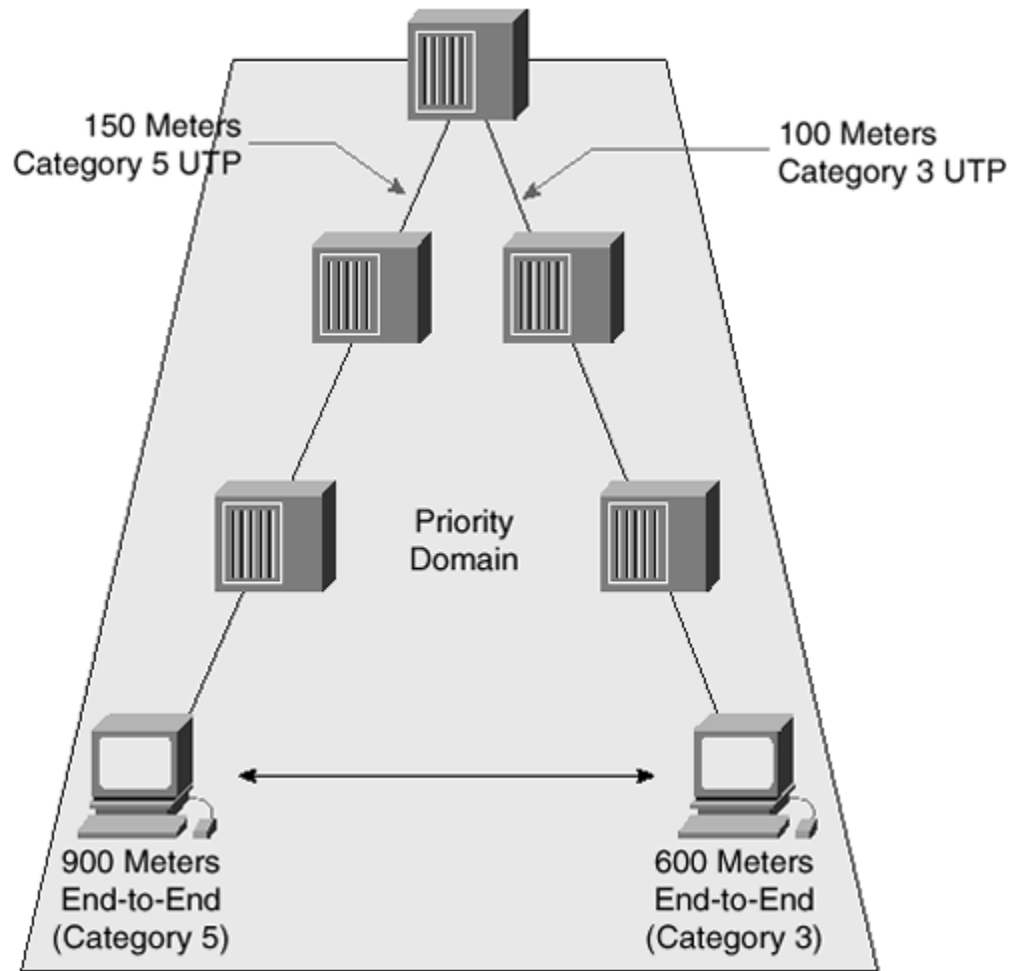 150 Meters
Category 5 UTP
100 Meters
Category 3 UTP
Priority
Domain
900 Meters
End-to-End
(Category 5)
600 Meters
End-to-End
(Category 3)